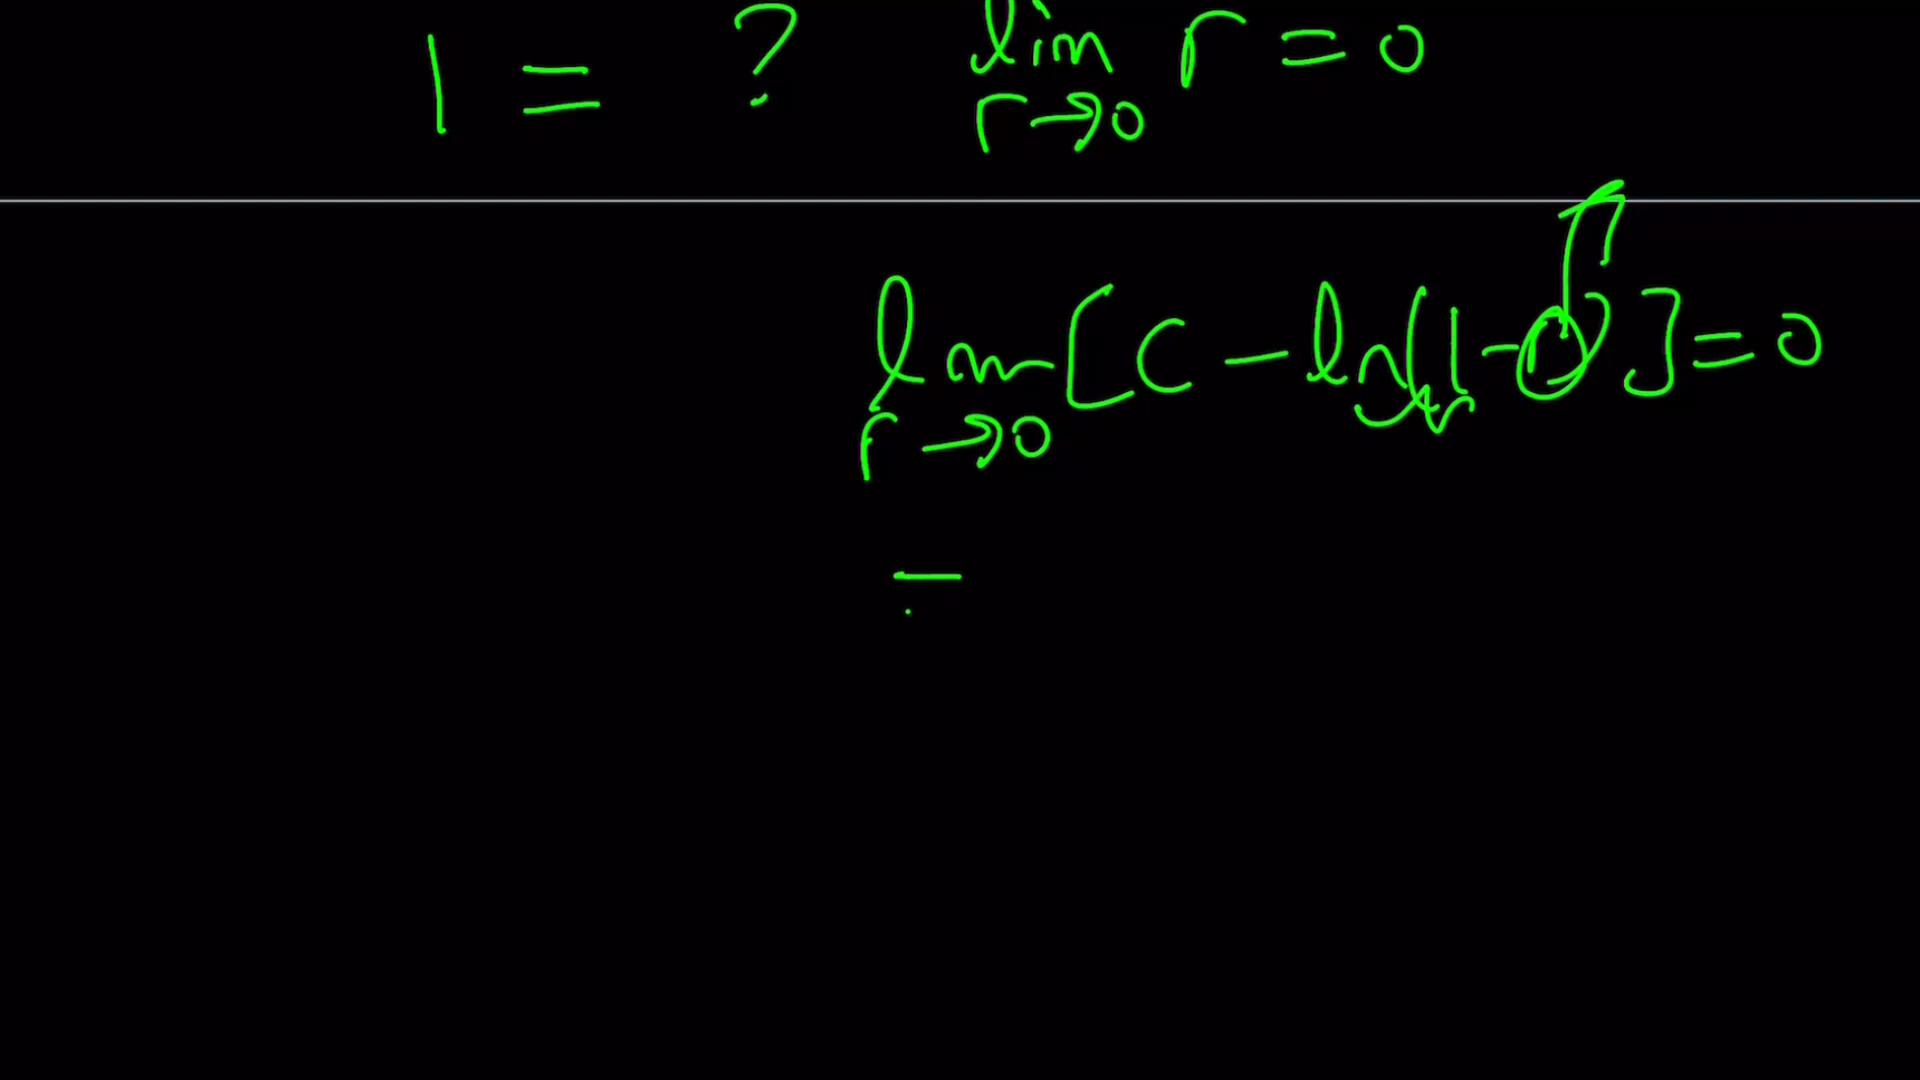 1 = ? lim r = 0
r→0
lim [C - ln(1-r)] = 0
r→0
=